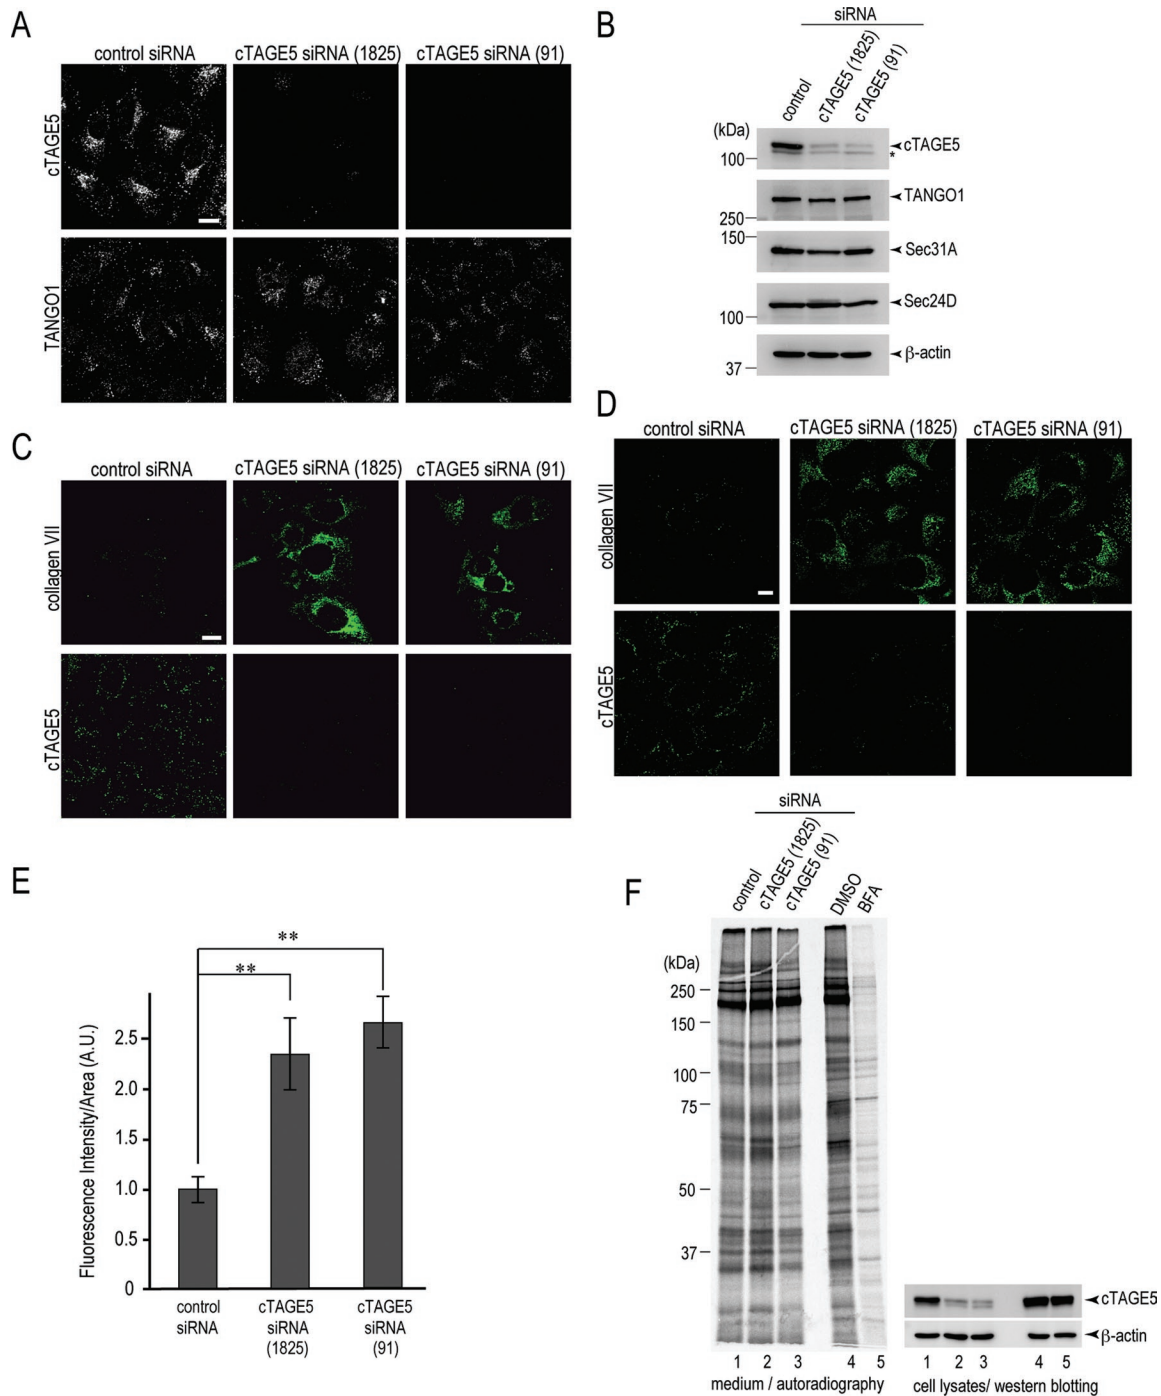 A
control siRNA
cTAGE5 siRNA (1825)
cTAGE5 siRNA (91)
cTAGE5
TANGO1
B
siRNA
control
cTAGE5 (1825)
cTAGE5 (91)
(kDa)
cTAGE5
*
100
TANGO1
250
150
Sec31A
Sec24D
100
β-actin
37
C
control siRNA
cTAGE5 siRNA (1825)
cTAGE5 siRNA (91)
collagen VII
cTAGE5
D
control siRNA
cTAGE5 siRNA (1825)
cTAGE5 siRNA (91)
collagen VII
cTAGE5
E
**
**
Fluorescence Intensity/Area (A.U.)
2.5
2.0
1.5
1.0
0.5
0
control
siRNA
cTAGE5
siRNA
(1825)
cTAGE5
siRNA
(91)
F
siRNA
control
cTAGE5 (1825)
cTAGE5 (91)
DMSO
BFA
(kDa)
250
150
100
75
50
37
1 2 3 4 5
medium / autoradiography
cTAGE5
β-actin
1 2 3 4 5
cell lysates/ western blotting